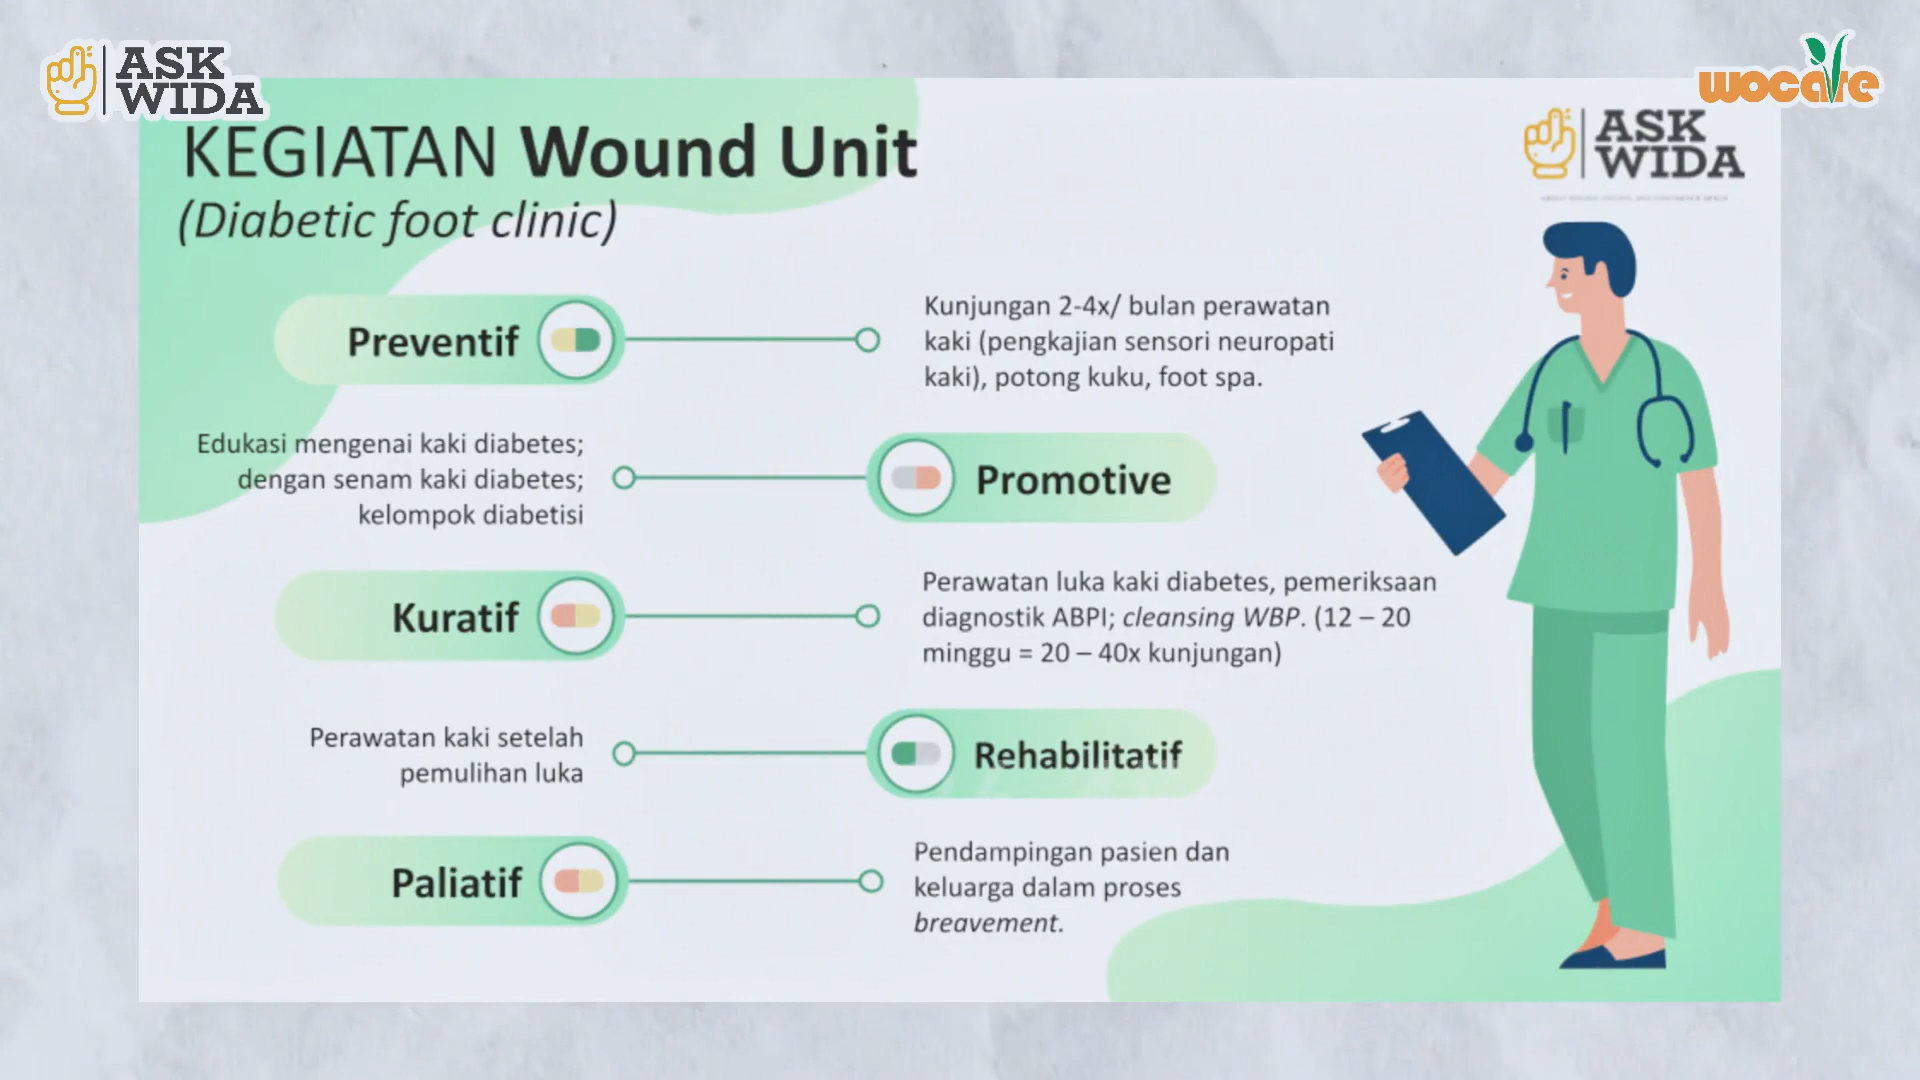 ASK
WIDA
wocare
ASK
WIDA
KEGIATAN Wound Unit
(Diabetic foot clinic)
Preventif
Kunjungan 2-4x/ bulan perawatan
kaki (pengkajian sensori neuropati
kaki), potong kuku, foot spa.
Edukasi mengenai kaki diabetes;
dengan senam kaki diabetes;
kelompok diabetisi
Promotive
Kuratif
Perawatan luka kaki diabetes, pemeriksaan
diagnostik ABPI; cleansing WBP. (12 – 20
minggu = 20 – 40x kunjungan)
Perawatan kaki setelah
pemulihan luka
Rehabilitatif
Paliatif
Pendampingan pasien dan
keluarga dalam proses
breavement.